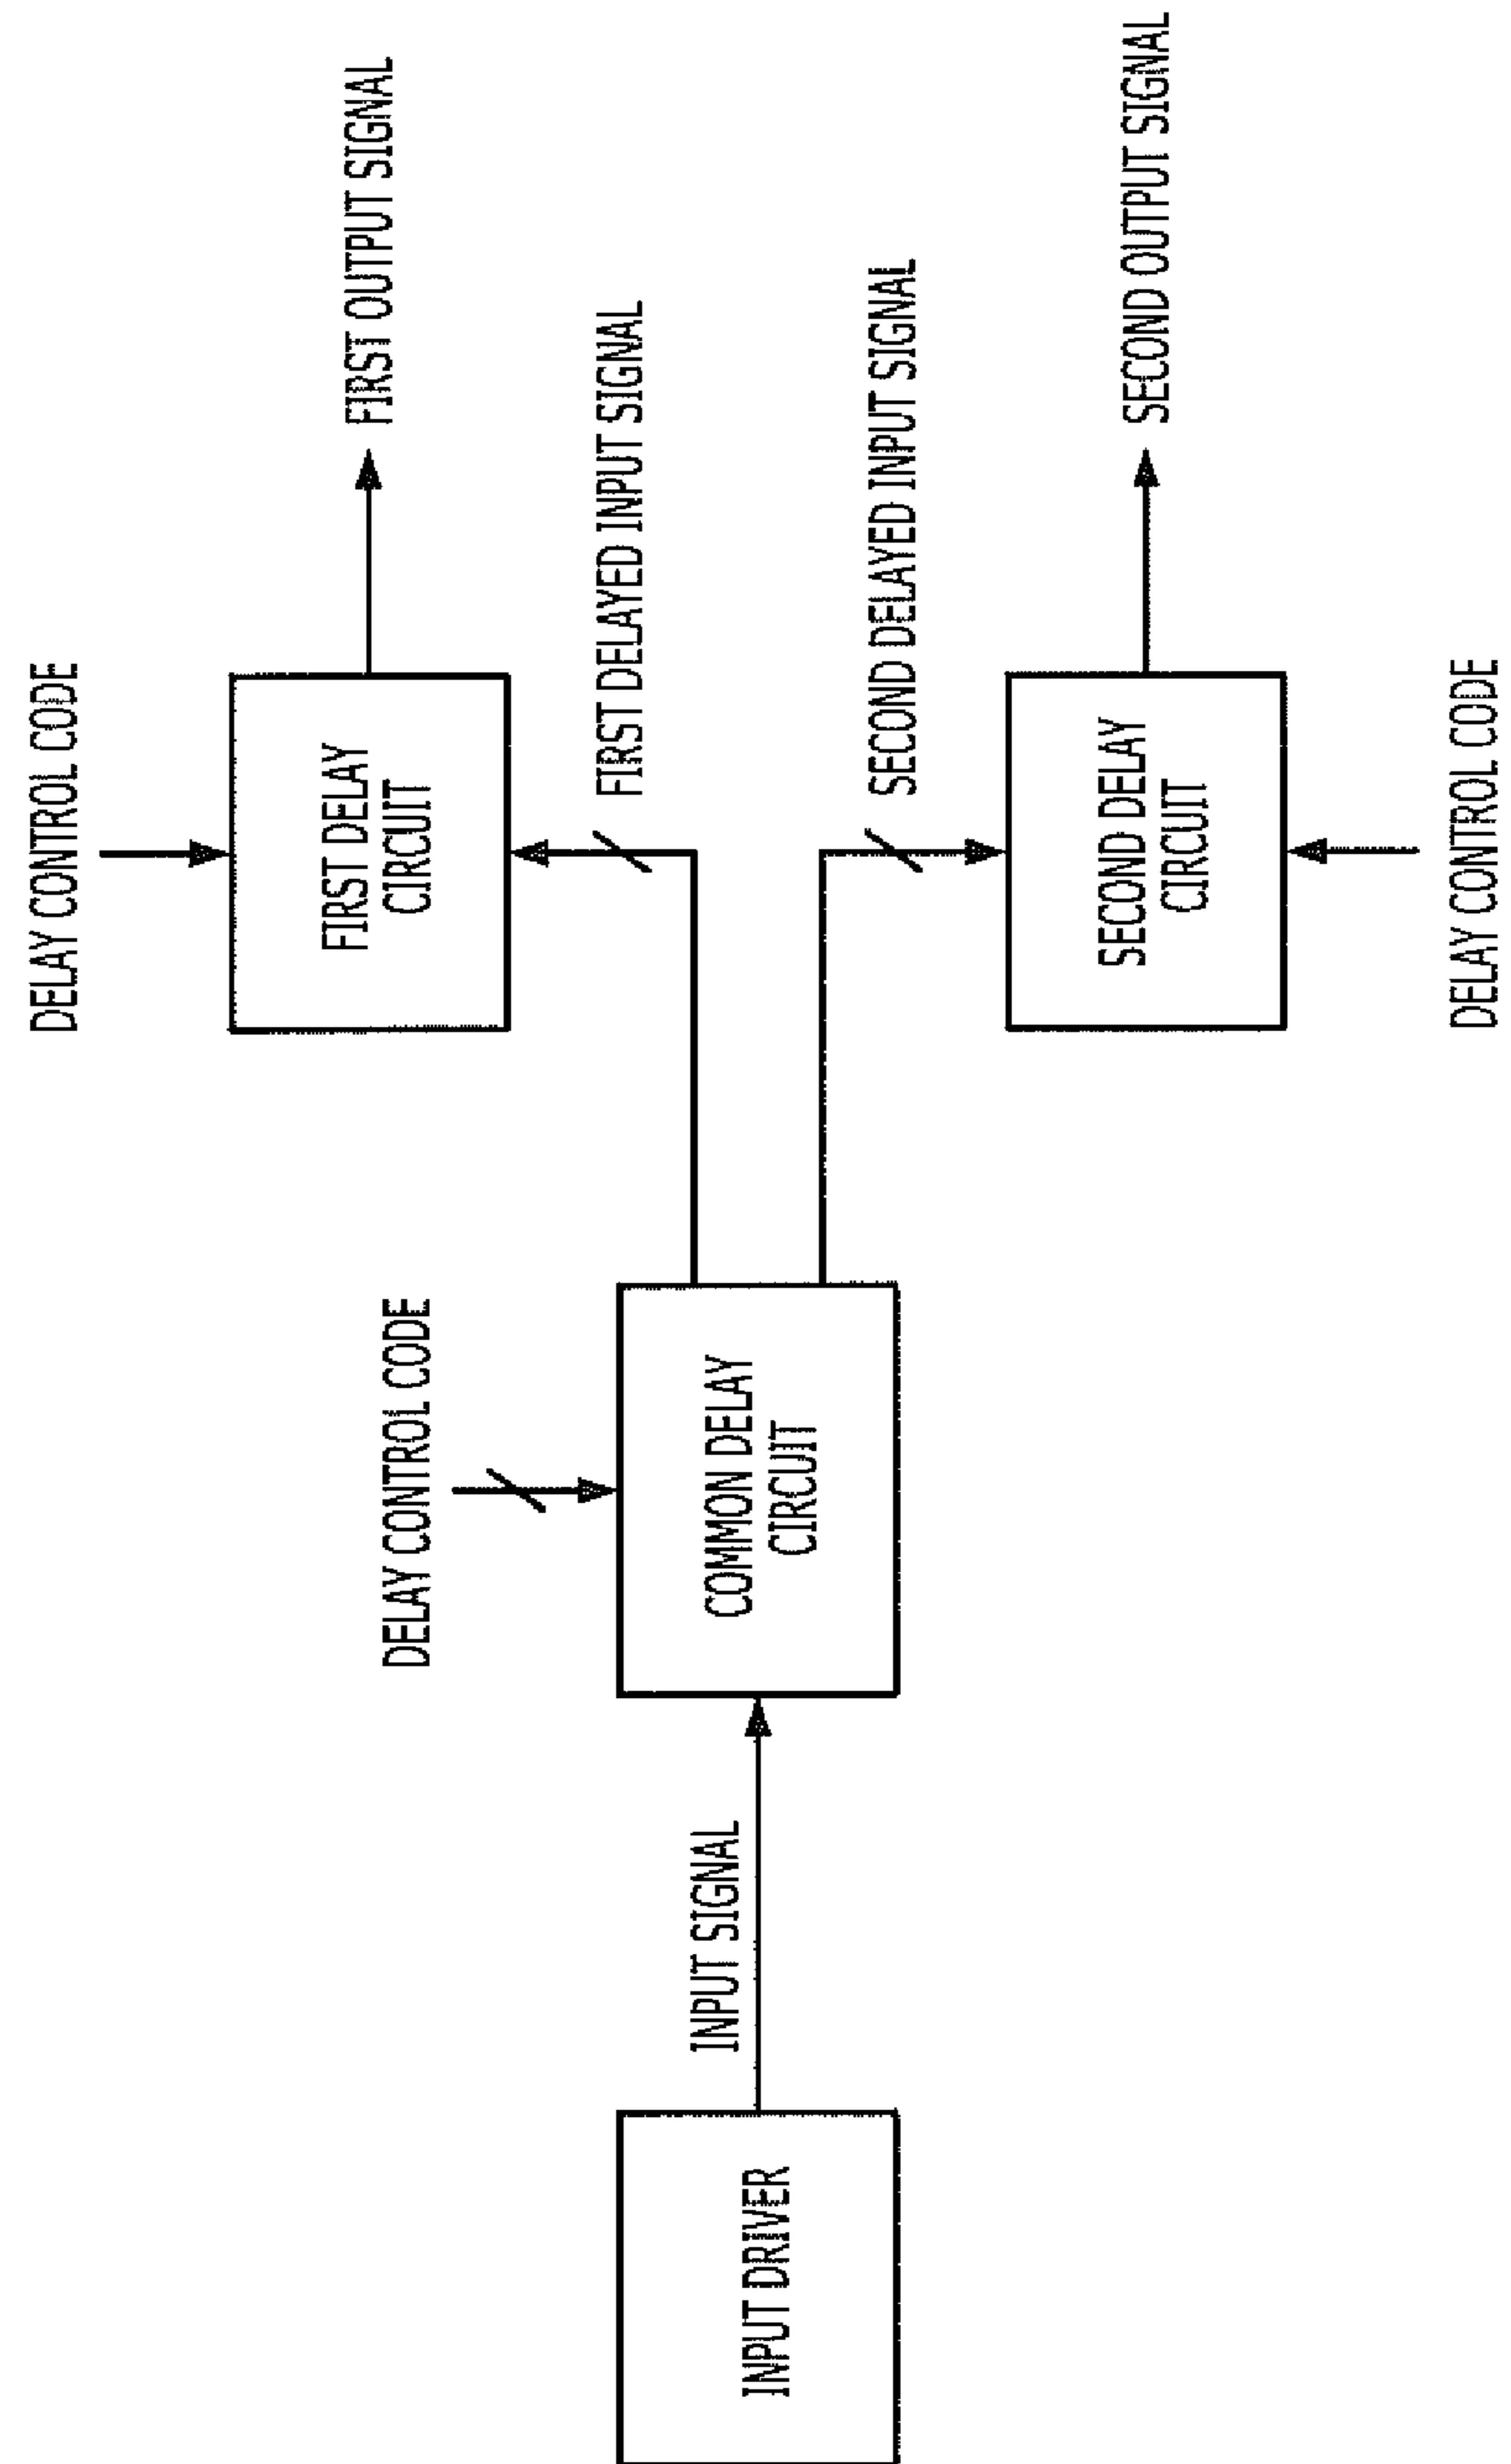 INPUT DRIVER
INPUT SIGNAL
DELAY CONTROL CODE
COMMON DELAY
CIRCUIT
DELAY CONTROL CODE
FIRST DELAY
CIRCUIT
FIRST OUTPUT SIGNAL
FIRST DELAYED INPUT SIGNAL
SECOND DELAYED INPUT SIGNAL
SECOND DELAY
CIRCUIT
SECOND OUTPUT SIGNAL
DELAY CONTROL CODE